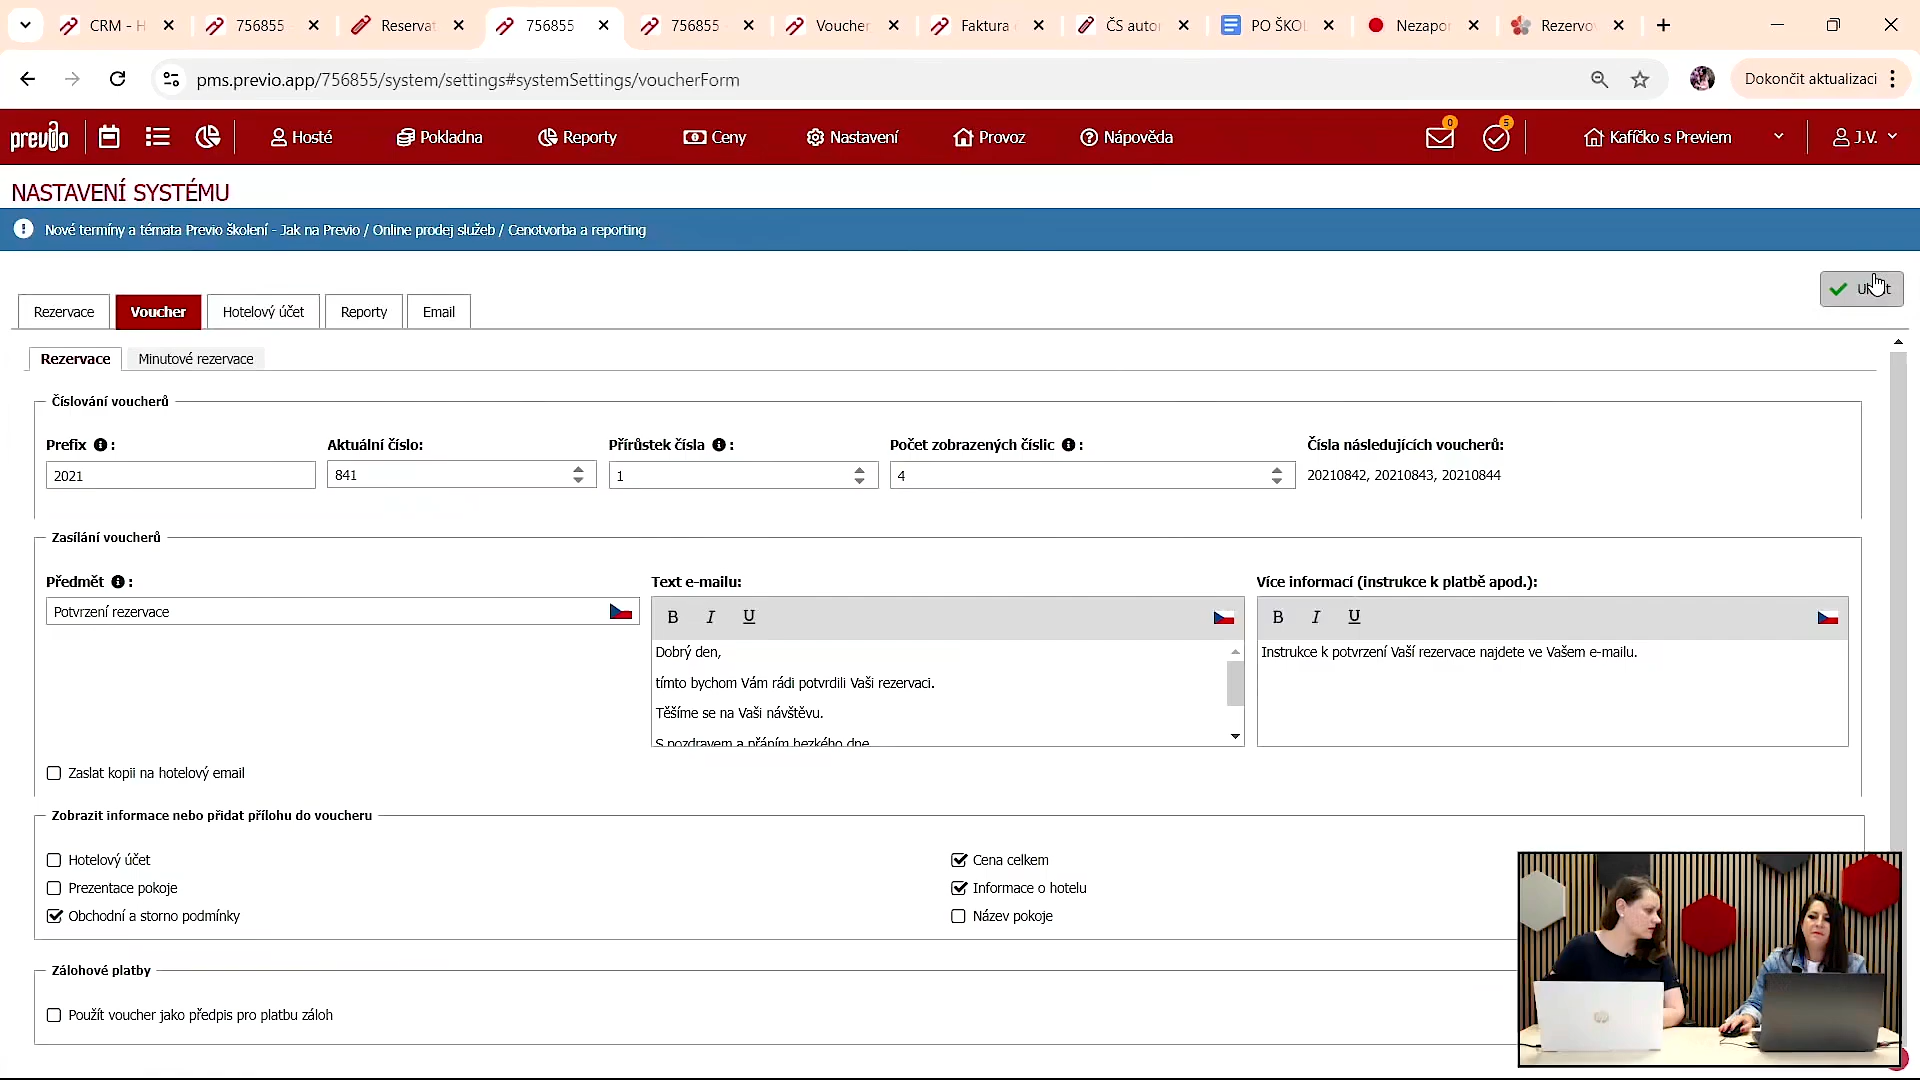 CRM - H
756855
Reservat
756855
756855
Voucher
Faktura
ČS autor
PO ŠKOL
Nezapor
Rezervov
pms.previo.app/756855/system/settings#systemSettings/voucherForm
Dokončit aktualizaci
previo
Hosté
Pokladna
Reporty
Ceny
Nastavení
Provoz
Nápověda
0
5
Kafíčko s Previem
J.V.
NASTAVENÍ SYSTÉMU
Nové termíny a témata Previo školení - Jak na Previo / Online prodej služeb / Cenotvorba a reporting
Rezervace
Voucher
Hotelový účet
Reporty
Email
Rezervace
Minutové rezervace
Číslování voucherů
Prefix :
Aktuální číslo:
Přírůstek čísla :
Počet zobrazených číslic :
Čísla následujících voucherů:
2021
841
1
4
20210842, 20210843, 20210844
Zasílání voucherů
Předmět :
Text e-mailu:
Více informací (instrukce k platbě apod.):
Potvrzení rezervace
B I U
B I U
Dobrý den,
tímto bychom Vám rádi potvrdili Vaši rezervaci.
Těšíme se na Vaši návštěvu.
S pozdravem a přáním hezkého dne
Instrukce k potvrzení Vaší rezervace najdete ve Vašem e-mailu.
Zaslat kopii na hotelový email
Zobrazit informace nebo přidat přílohu do voucheru
Hotelový účet
Cena celkem
Prezentace pokoje
Informace o hotelu
Obchodní a storno podmínky
Název pokoje
Zálohové platby
Použít voucher jako předpis pro platbu záloh